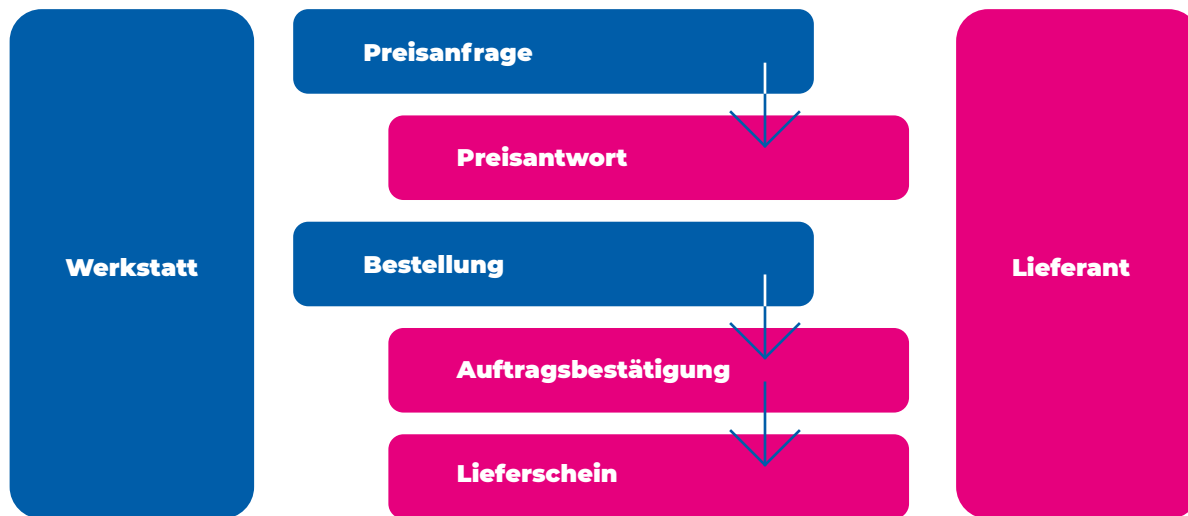 Preisanfrage
Preisantwort
Werkstatt
Bestellung
Lieferant
Auftragsbestätigung
Lieferschein